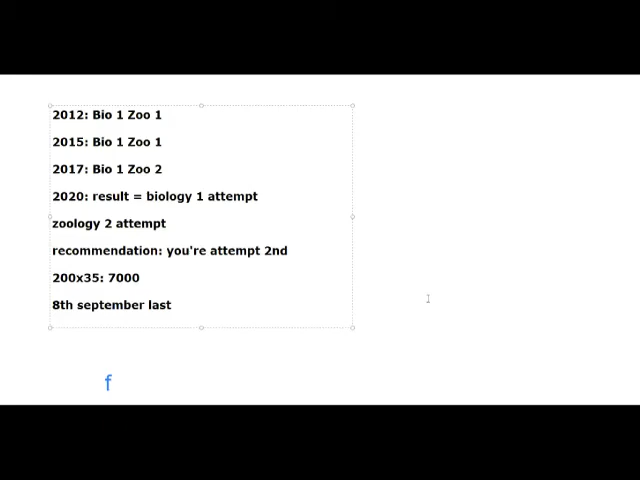 2012: Bio 1 Zoo 1
2015: Bio 1 Zoo 1
2017: Bio 1 Zoo 2
2020: result = biology 1 attempt
zoology 2 attempt
recommendation: you're attempt 2nd
200x35: 7000
8th september last
f